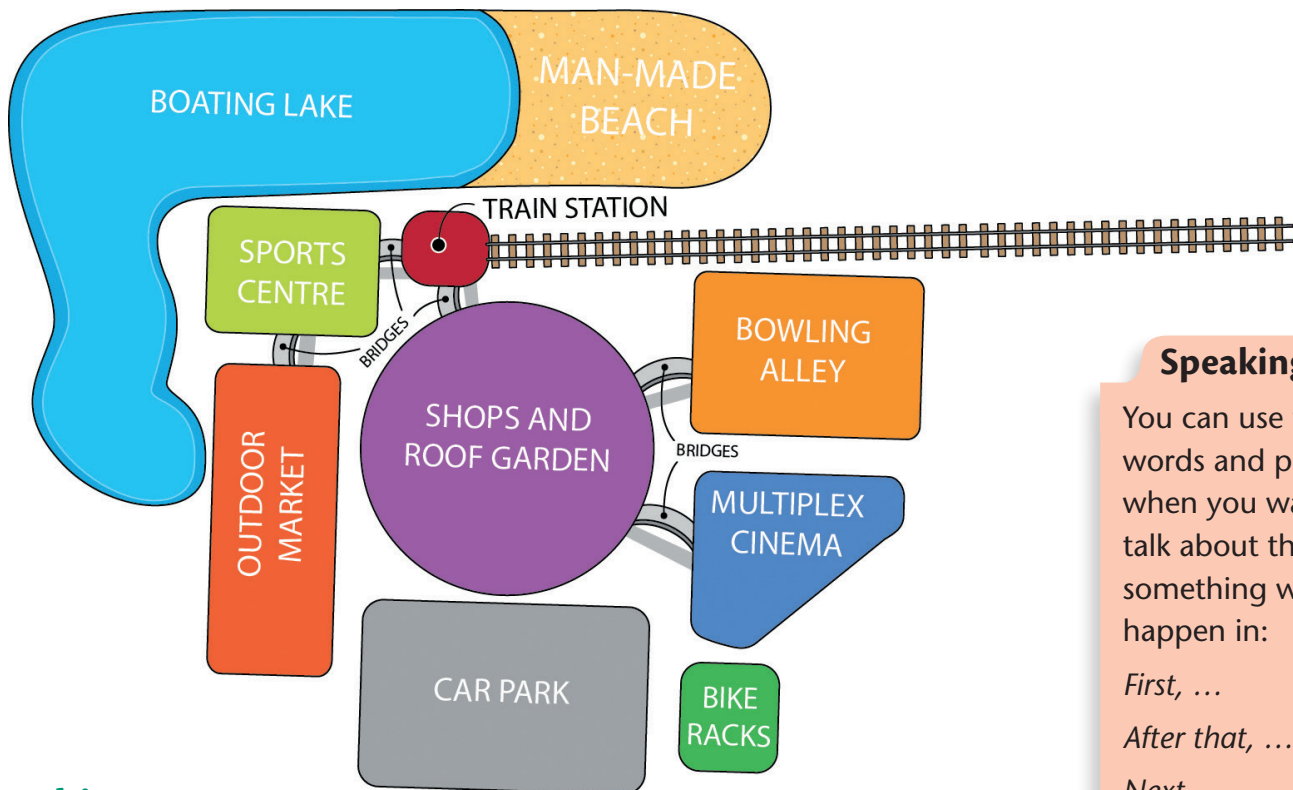 BOATING LAKE
MAN-MADE
BEACH
TRAIN STATION
SPORTS
CENTRE
BRIDGES
BOWLING
ALLEY
SHOPS AND
ROOF GARDEN
BRIDGES
OUTDOOR
MARKET
MULTIPLEX
CINEMA
CAR PARK
BIKE
RACKS
Speaking
You can use
words and p
when you wa
talk about th
something w
happen in:
First, …
After that, …